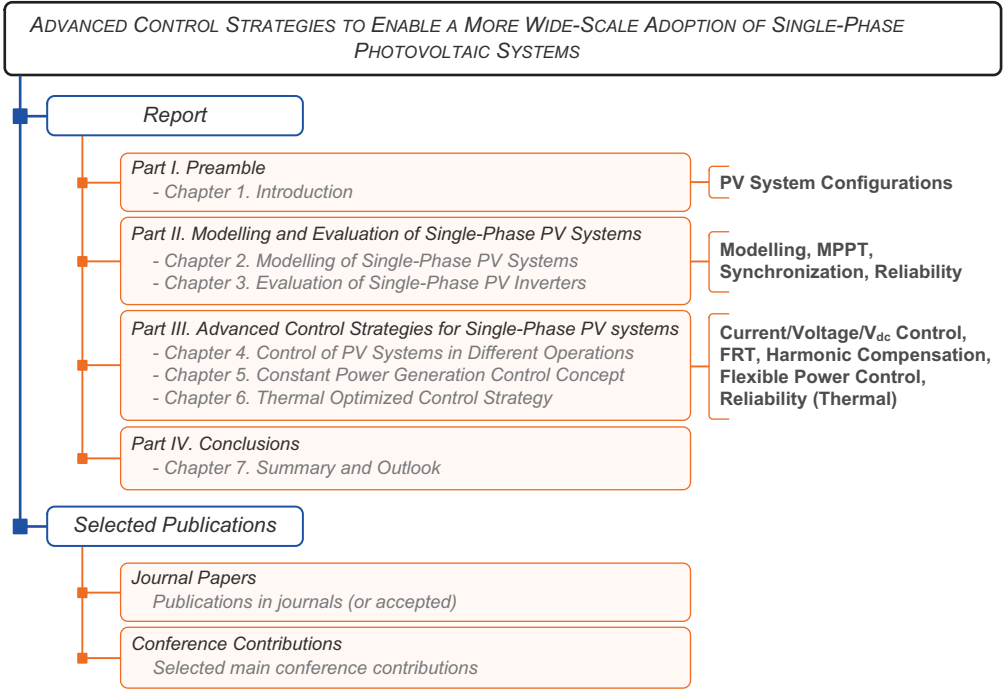 ADVANCED CONTROL STRATEGIES TO ENABLE A MORE WIDE-SCALE ADOPTION OF SINGLE-PHASE
PHOTOVOLTAIC SYSTEMS
Report
Part I. Preamble
- Chapter 1. Introduction
PV System Configurations
Part II. Modelling and Evaluation of Single-Phase PV Systems
- Chapter 2. Modelling of Single-Phase PV Systems
- Chapter 3. Evaluation of Single-Phase PV Inverters
Modelling, MPPT,
Synchronization, Reliability
Part III. Advanced Control Strategies for Single-Phase PV systems
- Chapter 4. Control of PV Systems in Different Operations
- Chapter 5. Constant Power Generation Control Concept
- Chapter 6. Thermal Optimized Control Strategy
Current/Voltage/Vdc Control,
FRT, Harmonic Compensation,
Flexible Power Control,
Reliability (Thermal)
Part IV. Conclusions
- Chapter 7. Summary and Outlook
Selected Publications
Journal Papers
Publications in journals (or accepted)
Conference Contributions
Selected main conference contributions